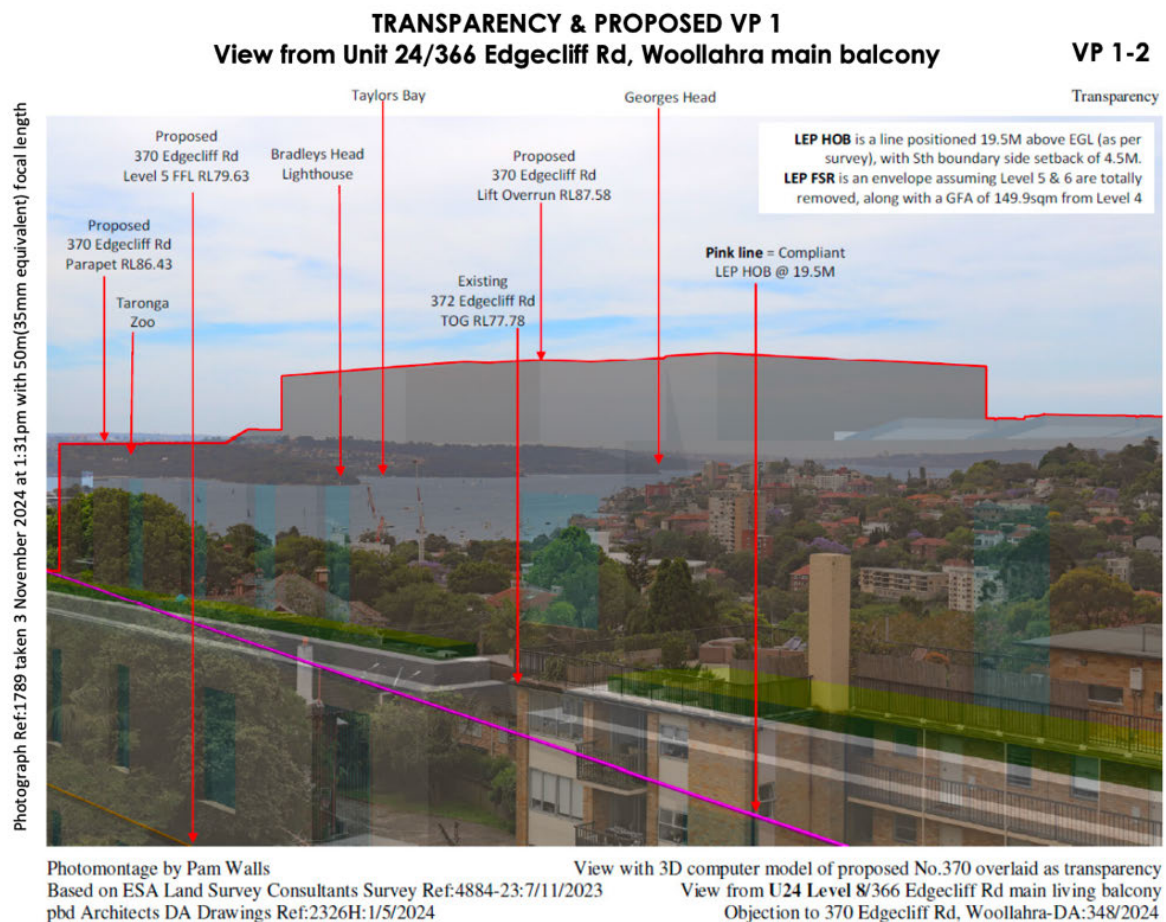 TRANSPARENCY & PROPOSED VP 1
View from Unit 24/366 Edgecliff Rd, Woollahra main balcony
VP 1-2
Transparency
Photograph Ref:1789 taken 3 November 2024 at 1:31pm with 50m(35mm equivalent) focal length
Taylors Bay
Georges Head
LEP HOB is a line positioned 19.5M above EGL (as per
survey), with Sth boundary side setback of 4.5M.
LEP FSR is an envelope assuming Level 5 & 6 are totally
removed, along with a GFA of 149.9sqm from Level 4
Proposed
370 Edgecliff Rd
Level 5 FFL RL79.63
Bradleys Head
Lighthouse
Proposed
370 Edgecliff Rd
Lift Overrun RL87.58
Proposed
370 Edgecliff Rd
Parapet RL86.43
Taronga
Zoo
Existing
372 Edgecliff Rd
TOG RL77.78
Pink line = Compliant
LEP HOB @ 19.5M
Photomontage by Pam Walls
Based on ESA Land Survey Consultants Survey Ref:4884-23:7/11/2023
pbd Architects DA Drawings Ref:2326H:1/5/2024
View with 3D computer model of proposed No.370 overlaid as transparency
View from U24 Level 8/366 Edgecliff Rd main living balcony
Objection to 370 Edgecliff Rd, Woollahra-DA:348/2024